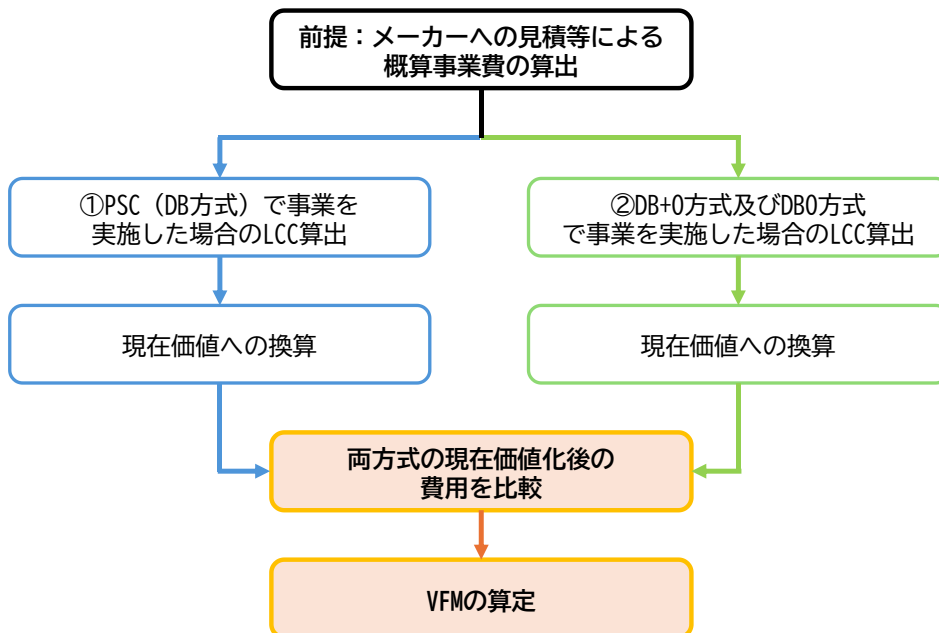 前提：メーカーへの見積等による
概算事業費の算出
①PSC（DB方式）で事業を
実施した場合のLCC算出
②DB+O方式及びDBO方式
で事業を実施した場合のLCC算出
現在価値への換算
現在価値への換算
両方式の現在価値化後の
費用を比較
VFMの算定